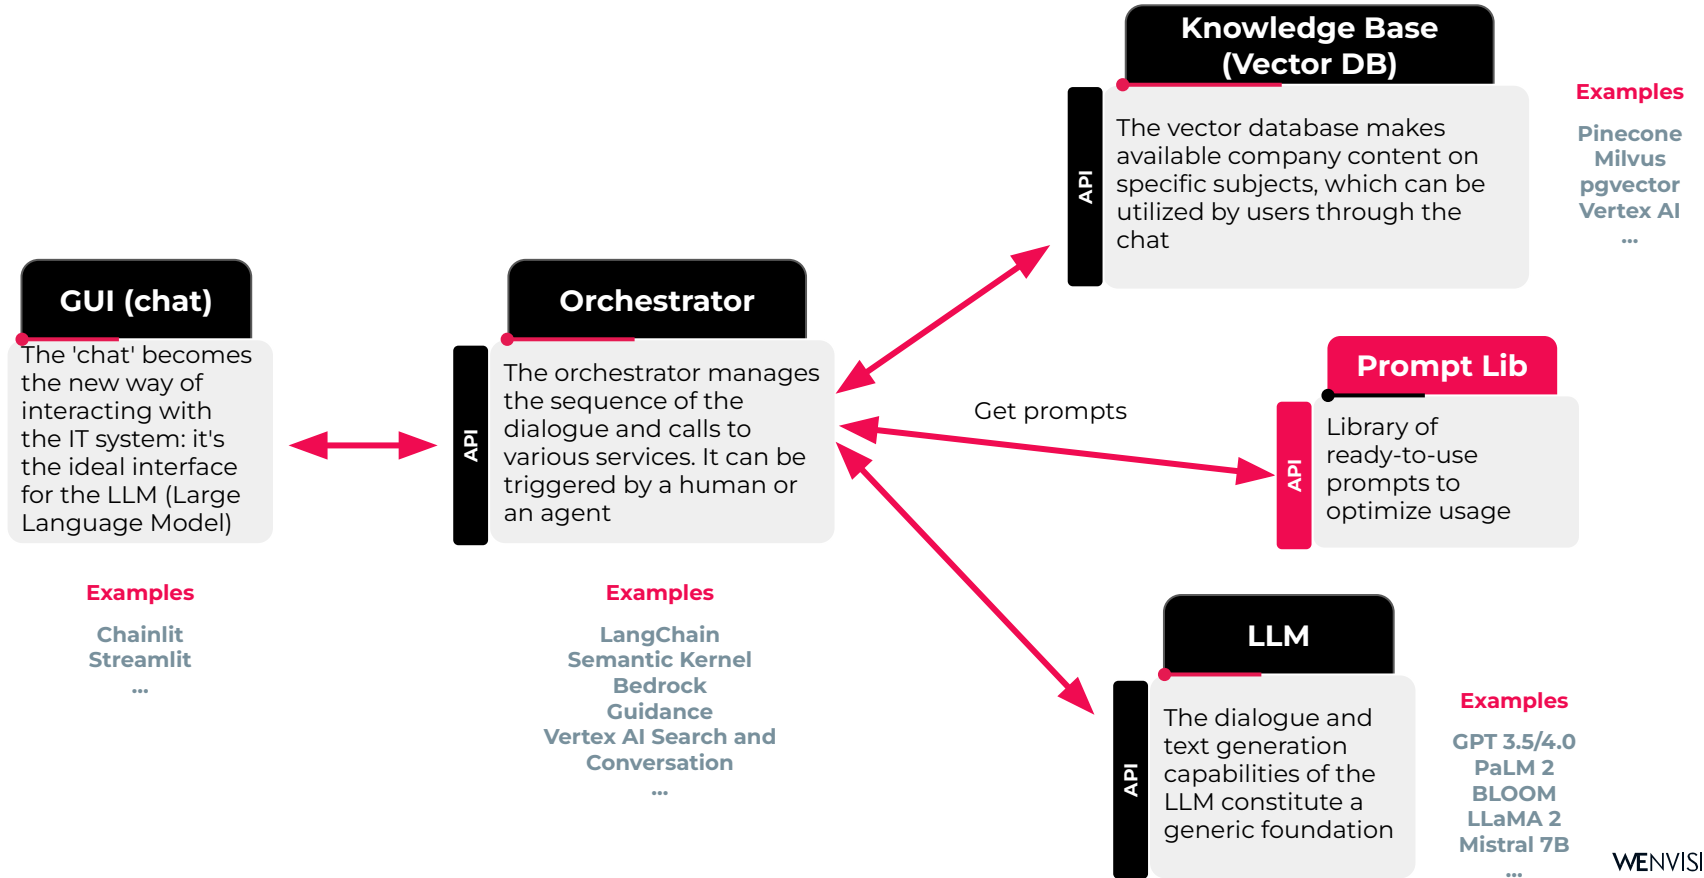 Knowledge Base
(Vector DB)
API
The vector database makes
available company content on
specific subjects, which can be
utilized by users through the
chat
Examples
Pinecone
Milvus
pgvector
Vertex AI
...
GUI (chat)
The 'chat' becomes
the new way of
interacting with
the IT system: it's
the ideal interface
for the LLM (Large
Language Model)
Examples
Chainlit
Streamlit
...
Orchestrator
API
The orchestrator manages
the sequence of the
dialogue and calls to
various services. It can be
triggered by a human or
an agent
Examples
LangChain
Semantic Kernel
Bedrock
Guidance
Vertex AI Search and
Conversation
...
Get prompts
Prompt Lib
API
Library of
ready-to-use
prompts to
optimize usage
LLM
API
The dialogue and
text generation
capabilities of the
LLM constitute a
generic foundation
Examples
GPT 3.5/4.0
PaLM 2
BLOOM
LLaMA 2
Mistral 7B
...
WENVISI